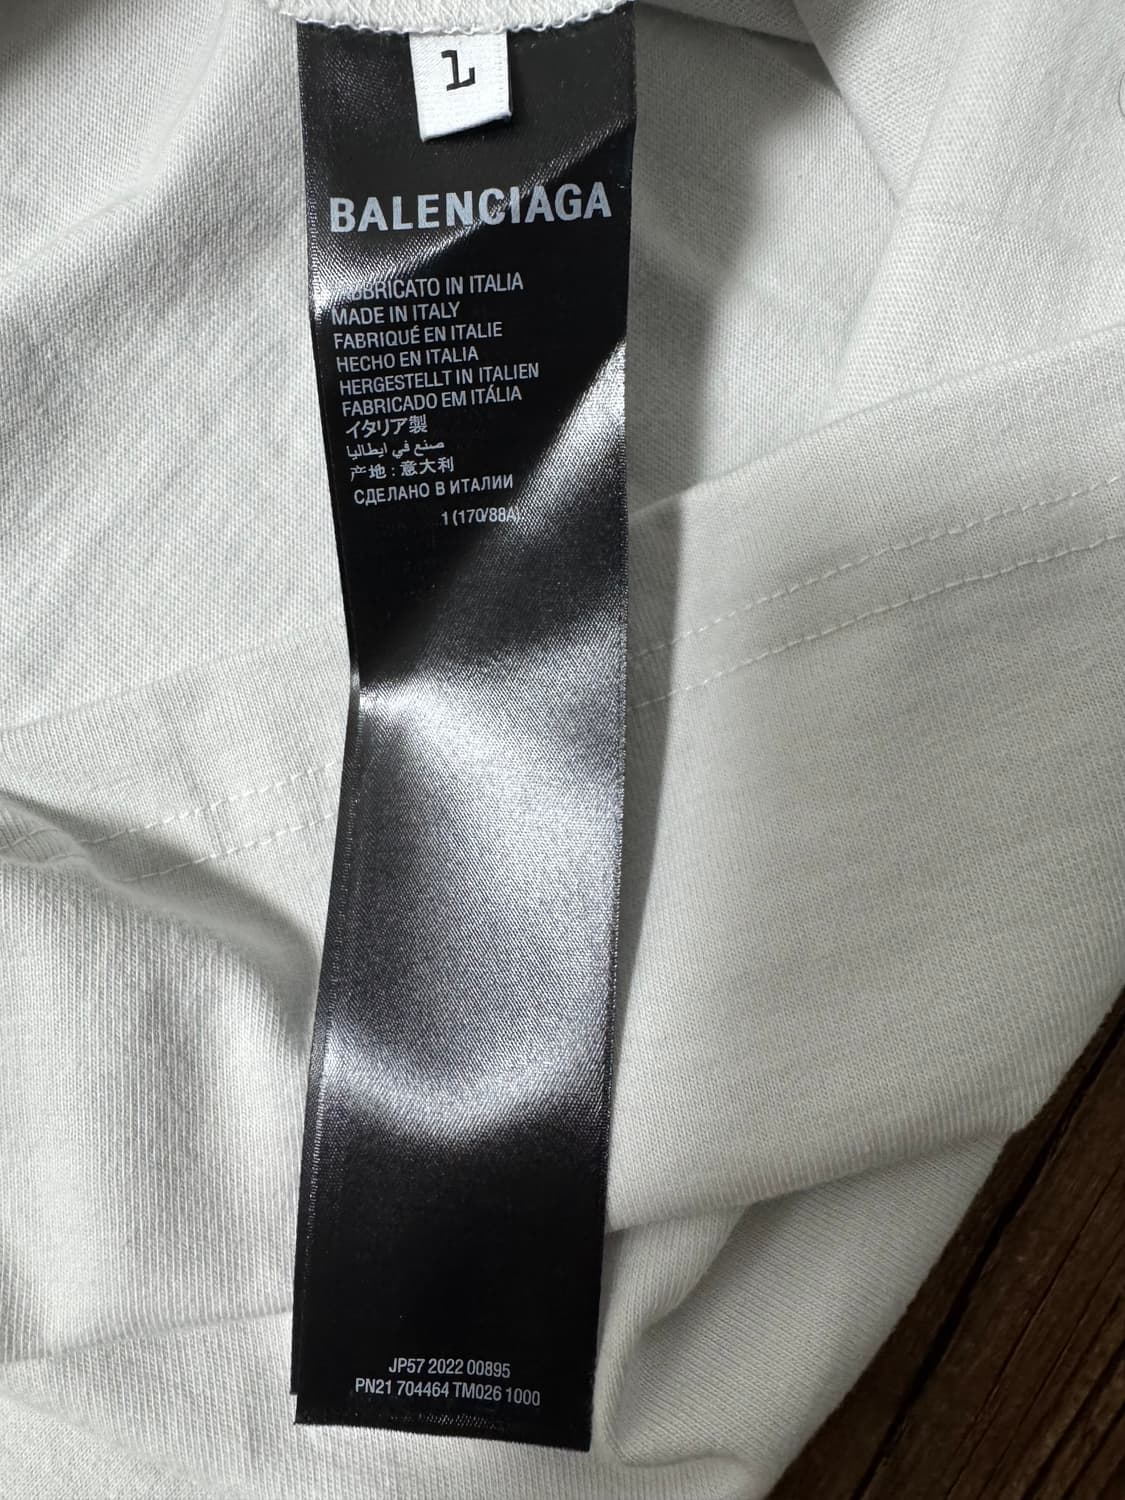 1
BALENCIAGA
FABBRICATO IN ITALIA
MADE IN ITALY
FABRIQUÉ EN ITALIE
HECHO EN ITALIA
HERGESTELLT IN ITALIEN
FABRICADO EM ITÁLIA
イタリア製
صنع في ايطاليا
产地:意大利
СДЕЛАНО В ИТАЛИИ
1 (170/88A)
JP57 2022 00895
PN21 704464 TM026 1000